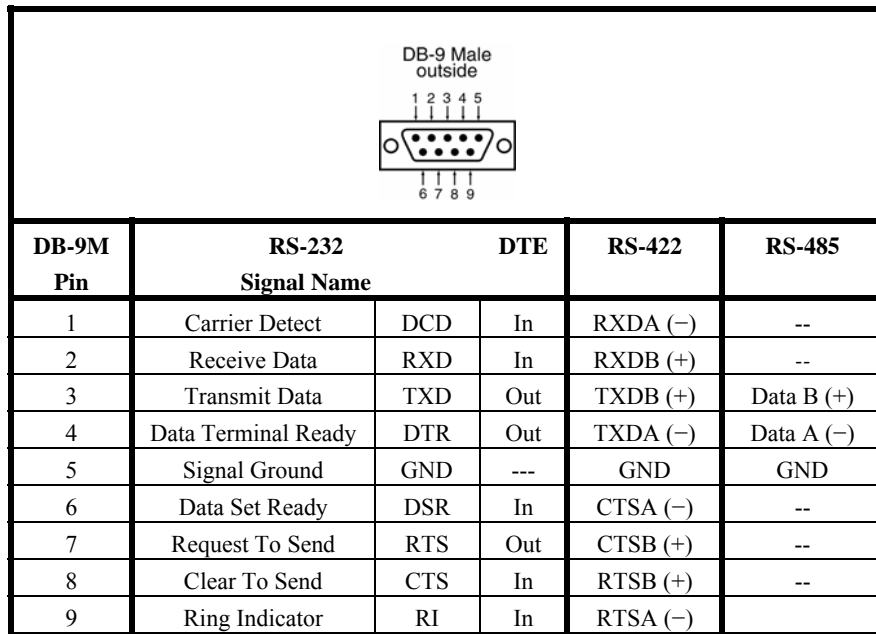 DB-9 Male
outside
1 2 3 4 5
6 7 8 9
DB-9M RS-232 DTE RS-422 RS-485
Pin Signal Name
1 Carrier Detect DCD In RXDA (−) --
2 Receive Data RXD In RXDB (+) --
3 Transmit Data TXD Out TXDB (+) Data B (+)
4 Data Terminal Ready DTR Out TXDA (−) Data A (−)
5 Signal Ground GND --- GND GND
6 Data Set Ready DSR In CTSA (−) --
7 Request To Send RTS Out CTSB (+) --
8 Clear To Send CTS In RTSB (+) --
9 Ring Indicator RI In RTSA (−)